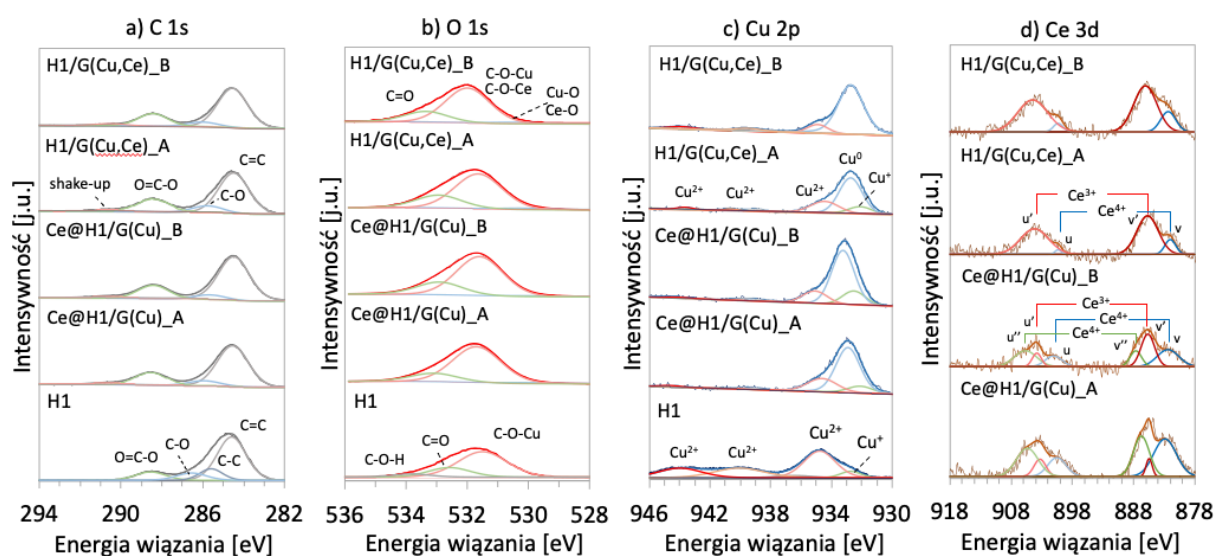 a) C 1s
Intensywność [j.u.]
H1/G(Cu,Ce)_B
H1/G(Cu,Ce)_A
C=C
shake-up
O=C-O
C-O
Ce@H1/G(Cu)_B
Ce@H1/G(Cu)_A
H1
C=C
C-O
O=C-O
C-C
294 290 286 282
Energia wiązania [eV]
b) O 1s
Intensywność [j.u.]
H1/G(Cu,Ce)_B
C-O-Cu
C=O
C-O-Ce
Cu-O
Ce-O
H1/G(Cu,Ce)_A
Ce@H1/G(Cu)_B
Ce@H1/G(Cu)_A
H1
C=O
C-O-Cu
C-O-H
536 532 530 528
Energia wiązania [eV]
c) Cu 2p
Intensywność [j.u.]
H1/G(Cu,Ce)_B
H1/G(Cu,Ce)_A
Cu⁰
Cu²⁺
Cu²⁺
Cu²⁺
Cu⁺
Ce@H1/G(Cu)_B
Ce@H1/G(Cu)_A
H1
Cu²⁺
Cu²⁺
Cu²⁺
Cu⁺
946 942 938 934 930
Energia wiązania [eV]
d) Ce 3d
Intensywność [j.u.]
H1/G(Cu,Ce)_B
H1/G(Cu,Ce)_A
Ce³⁺
Ce⁴⁺
u’
v’
u
v
Ce@H1/G(Cu)_B
Ce³⁺
u’
Ce⁴⁺
v’
u’’
Ce⁴⁺
u
v’’
v
Ce@H1/G(Cu)_A
918 908 898 888 878
Energia wiązania [eV]